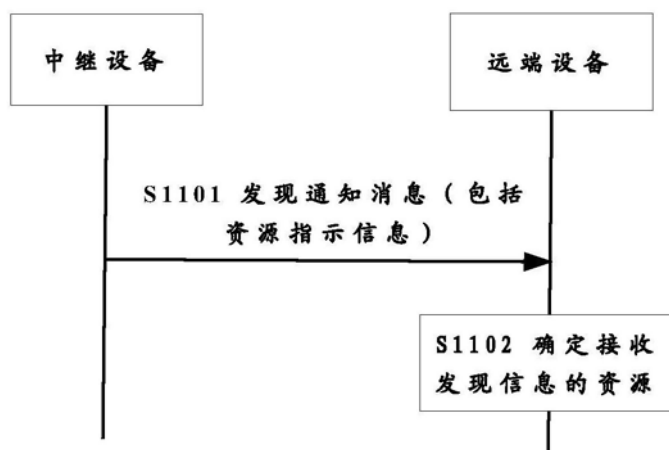 中继设备
远端设备
S1101 发现通知消息（包括
资源指示信息）
S1102 确定接收
发现信息的资源